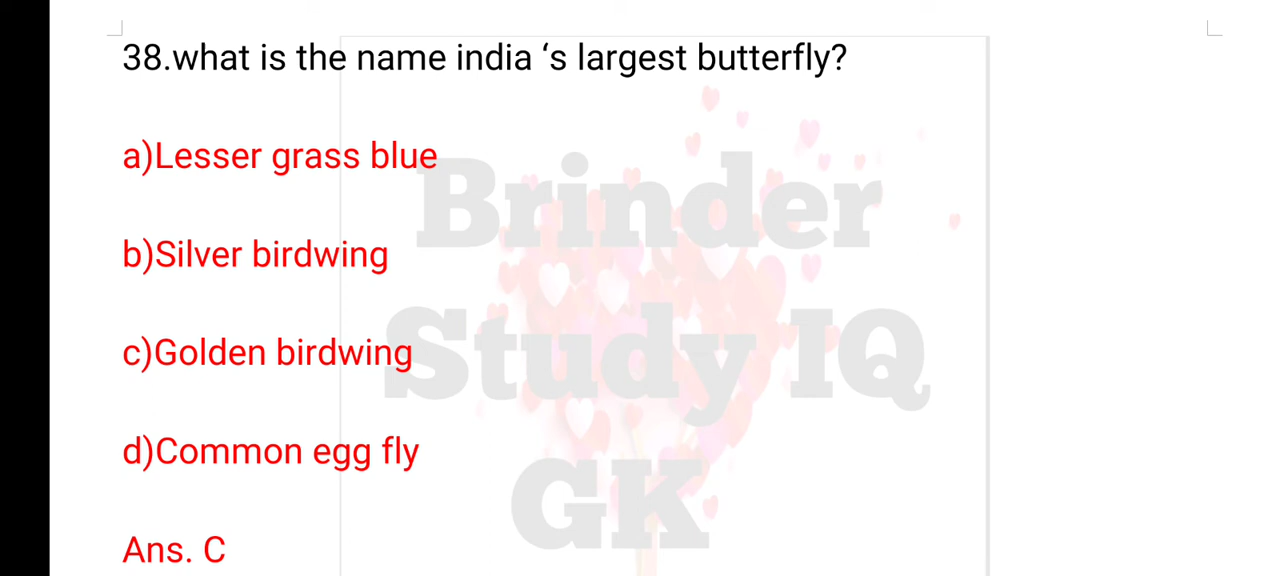 38.what is the name india ‘s largest butterfly?
a)Lesser grass blue
b)Silver birdwing
c)Golden birdwing
d)Common egg fly
Ans. C
Brinder
Study IQ
GK